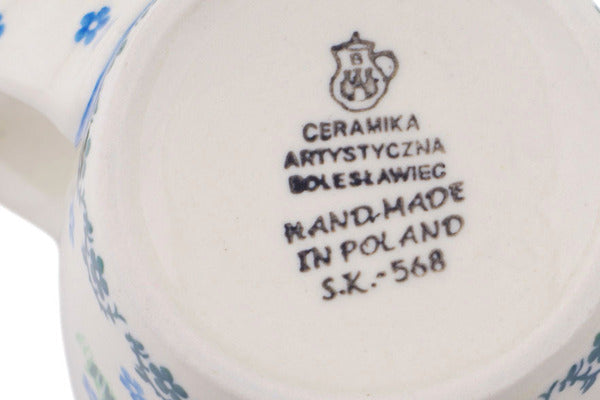 B
CERAMIKA
ARTYSTYCZNA
BOLESŁAWIEC
HAND-MADE
IN POLAND
S.K.-568